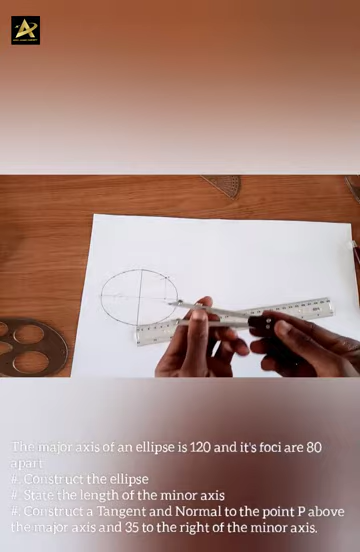 The major axis of an ellipse is 120 and it's foci are 80
apart
#. Construct the ellipse
#. State the length of the minor axis
#. Construct a Tangent and Normal to the point P above
the major axis and 35 to the right of the minor axis.